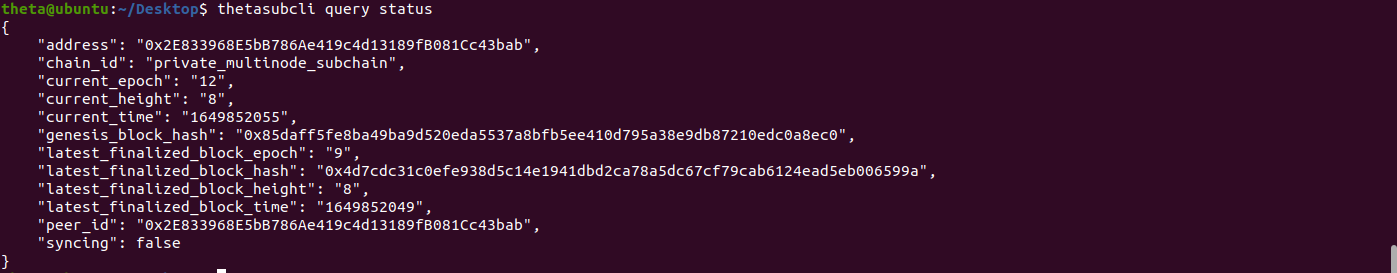 theta@ubuntu:~/Desktop$ thetasubcli query status
{
    "address": "0x2E833968E5bB786Ae419c4d13189fB081Cc43bab",
    "chain_id": "private_multinode_subchain",
    "current_epoch": "12",
    "current_height": "8",
    "current_time": "1649852055",
    "genesis_block_hash": "0x85daff5fe8ba49ba9d520eda5537a8bfb5ee410d795a38e9db87210edc0a8ec0",
    "latest_finalized_block_epoch": "9",
    "latest_finalized_block_hash": "0x4d7cdc31c0efe938d5c14e1941dbd2ca78a5dc67cf79cab6124ead5eb006599a",
    "latest_finalized_block_height": "8",
    "latest_finalized_block_time": "1649852049",
    "peer_id": "0x2E833968E5bB786Ae419c4d13189fB081Cc43bab",
    "syncing": false
}